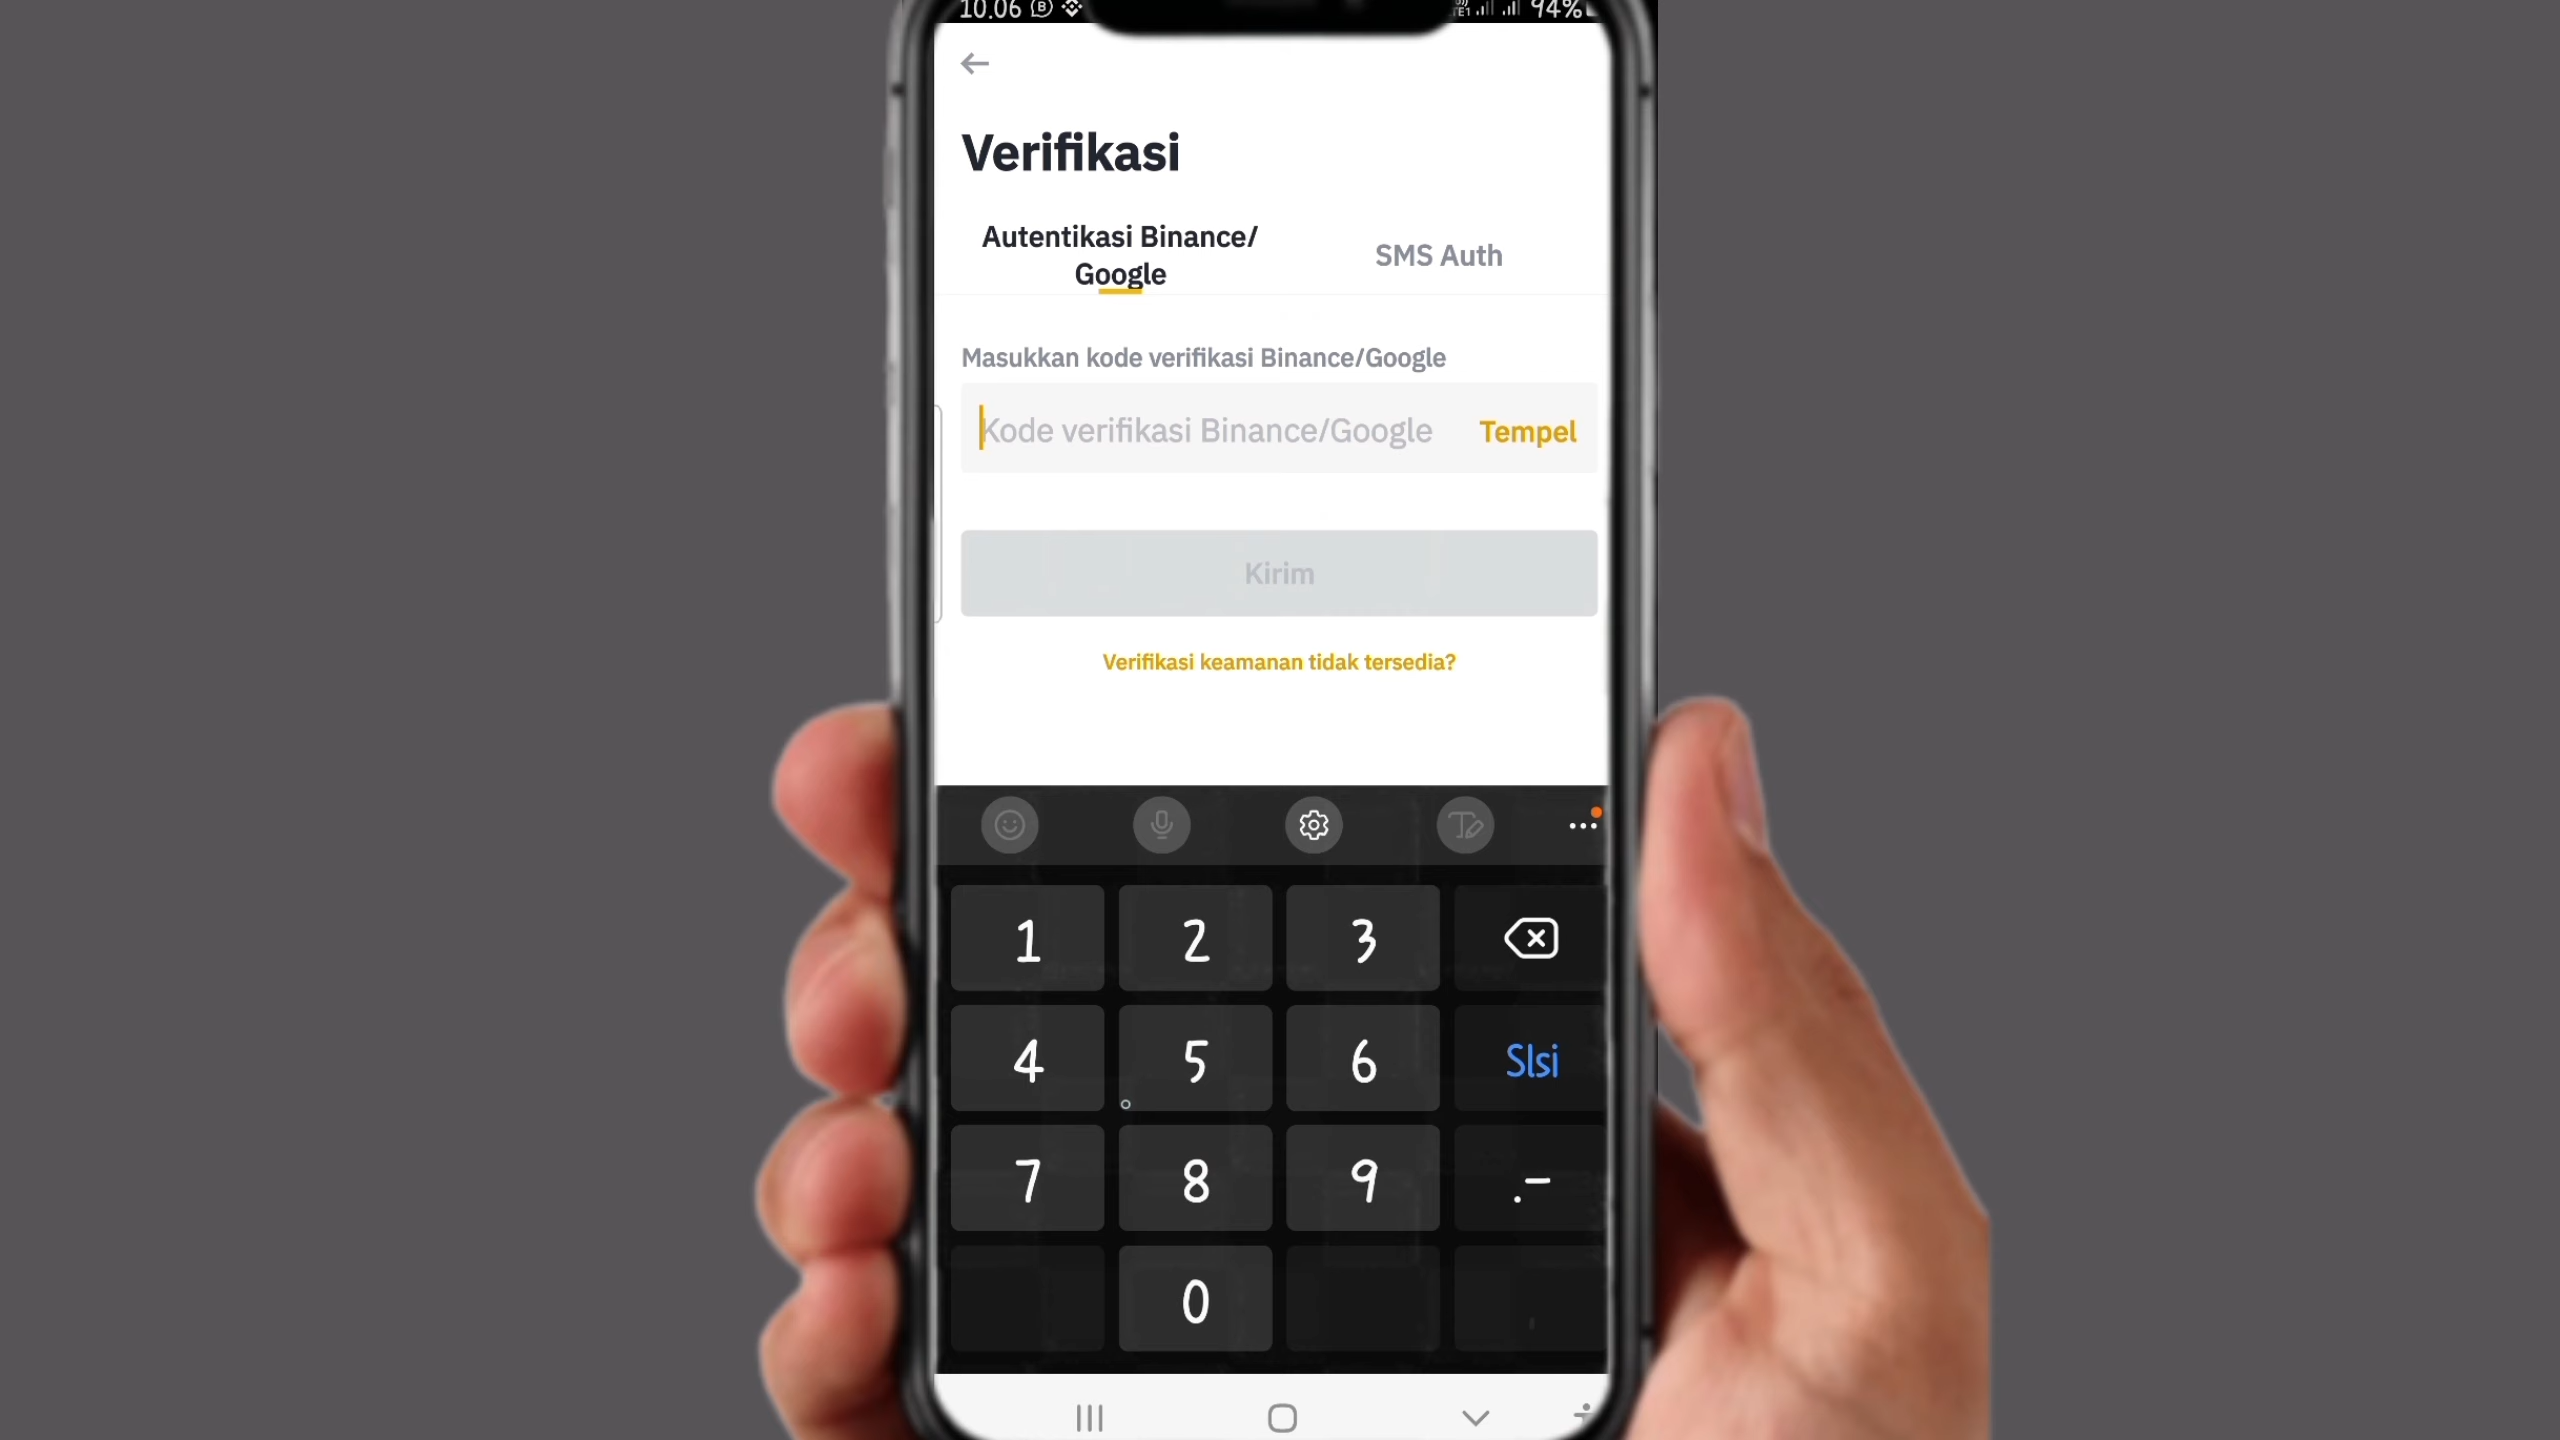 10.06
94%
Verifikasi
Autentikasi Binance/
Google
SMS Auth
Masukkan kode verifikasi Binance/Google
Kode verifikasi Binance/Google
Tempel
Kirim
Verifikasi keamanan tidak tersedia?
1 2 3
4 5 6 Slsi
7 8 9 .-
0